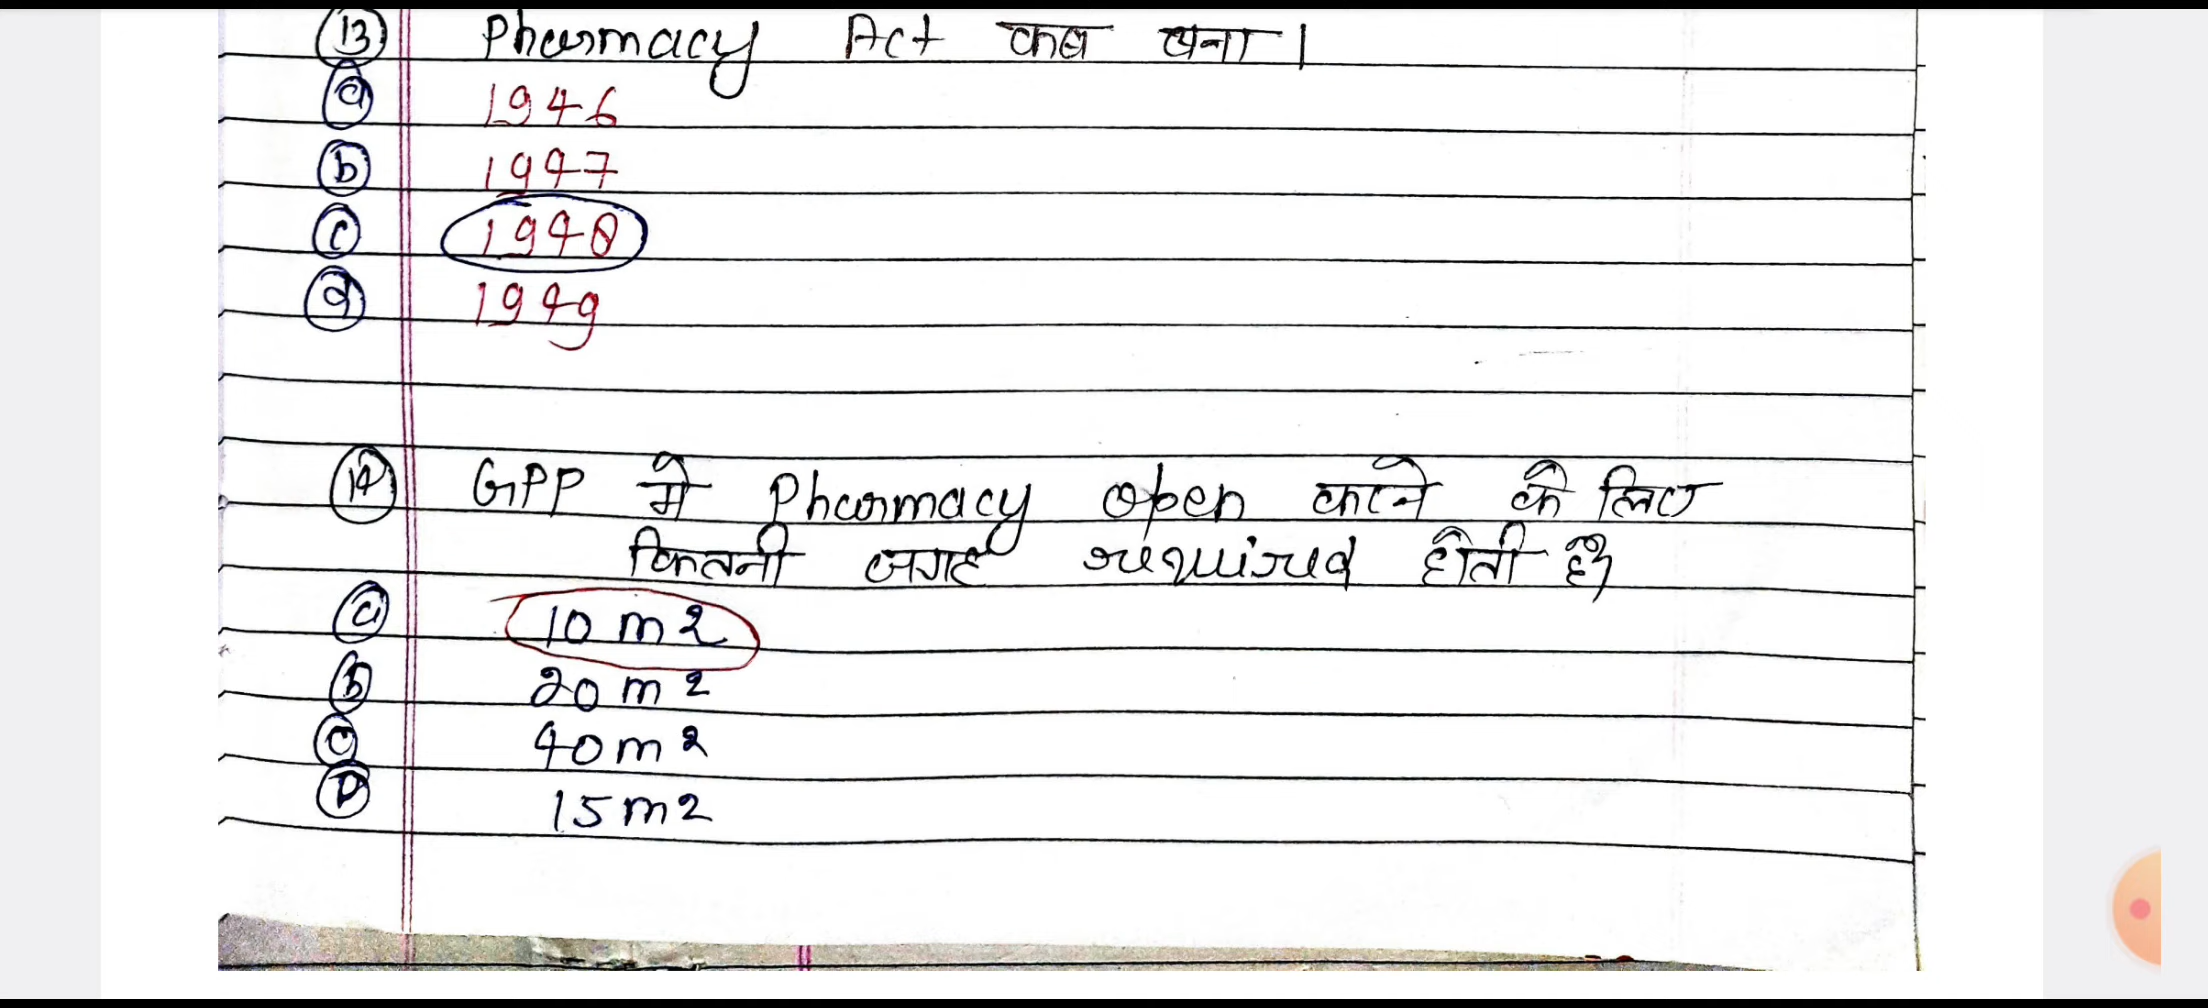 13 Pharmacy Act कब बना।
a 1946
b 1947
c 1948
d 1949
14 GPP मे Pharmacy open करने के लिए
कितनी जगह required होती है
a 10 m2
b 20 m2
c 40 m2
D 15 m2